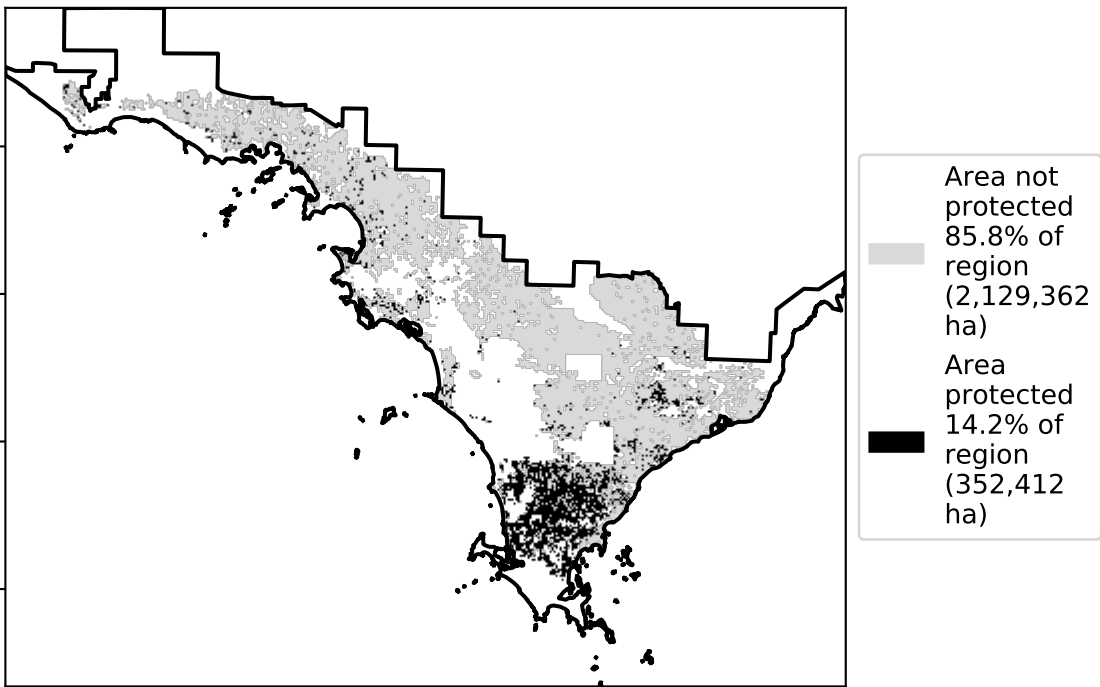 Area not
protected
85.8% of
region
(2,129,362
ha)
Area
protected
14.2% of
region
(352,412
ha)